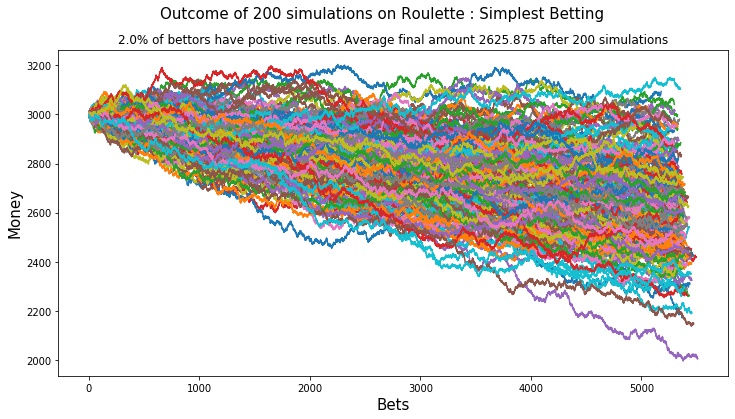 Outcome of 200 simulations on Roulette : Simplest Betting
2.0% of bettors have postive resutls. Average final amount 2625.875 after 200 simulations
3200
3000
2800
2600
2400
2200
2000
Money
0 1000 2000 3000 4000 5000
Bets